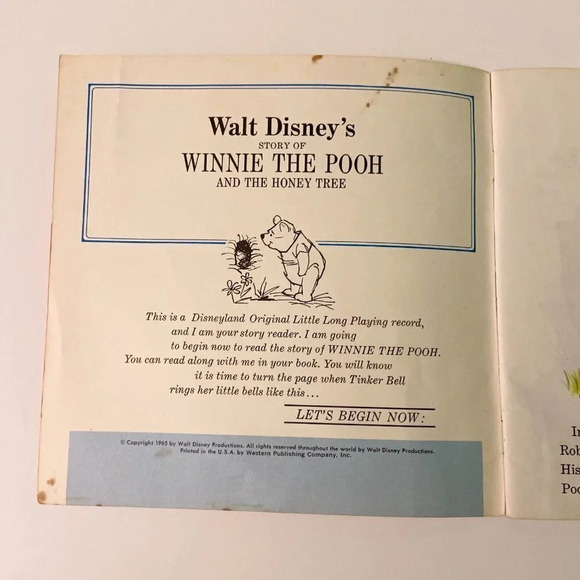 Walt Disney's
STORY OF
WINNIE THE POOH
AND THE HONEY TREE
This is a Disneyland Original Little Long Playing record,
and I am your story reader. I am going
to begin now to read the story of WINNIE THE POOH.
You can read along with me in your book. You will know
it is time to turn the page when Tinker Bell
rings her little bells like this...
LET'S BEGIN NOW:
© Copyright 1965 by Walt Disney Productions. All rights reserved throughout the world by Walt Disney Productions.
Printed in the U.S.A. by Western Publishing Company, Inc.
In
Rob
His
Poo